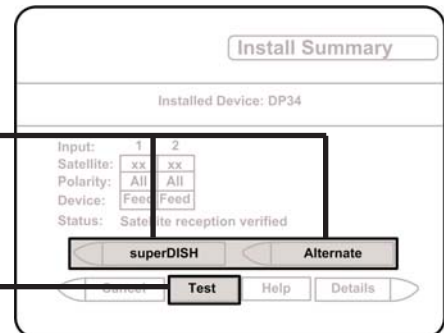 Install Summary
Installed Device: DP34
Input: 1 2
Satellite: xx xx
Polarity: All All
Device: Feed Feed
Status: Satellite reception verified
superDISH Alternate
Cancel Test Help Details